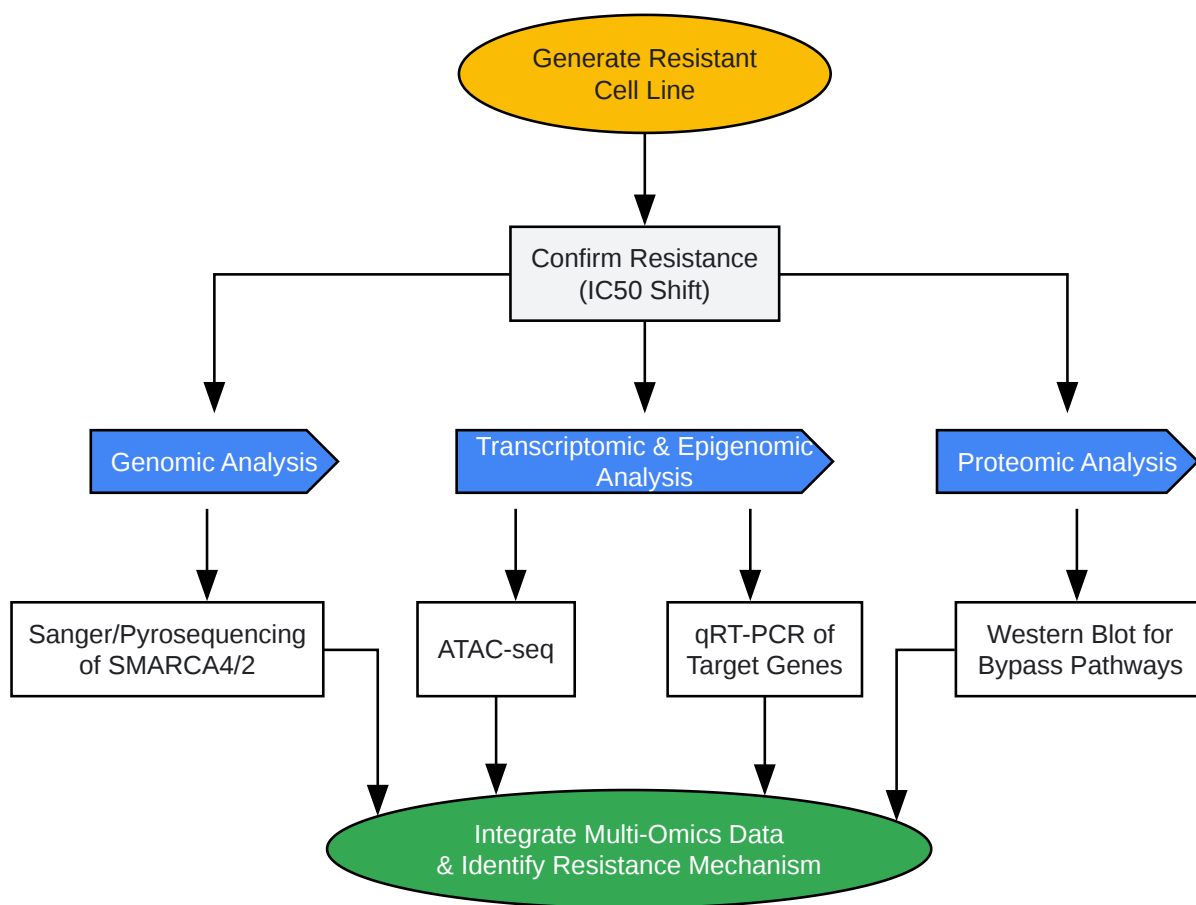 Generate Resistant
Cell Line
Confirm Resistance
(IC50 Shift)
Genomic Analysis
Transcriptomic & Epigenomic
Analysis
Proteomic Analysis
Sanger/Pyrosequencing
of SMARCA4/2
ATAC-seq
qRT-PCR of
Target Genes
Western Blot for
Bypass Pathways
Integrate Multi-Omics Data
& Identify Resistance Mechanism